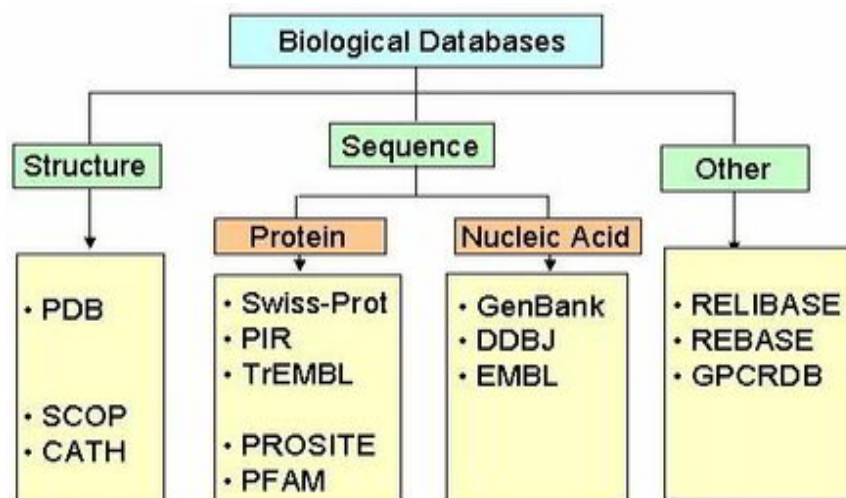 Biological Databases
Structure
Sequence
Other
Protein
Nucleic Acid
• PDB
• SCOP
• CATH
• Swiss-Prot
• PIR
• TrEMBL
• PROSITE
• PFAM
• GenBank
• DDBJ
• EMBL
• RELIBASE
• REBASE
• GPCRDB